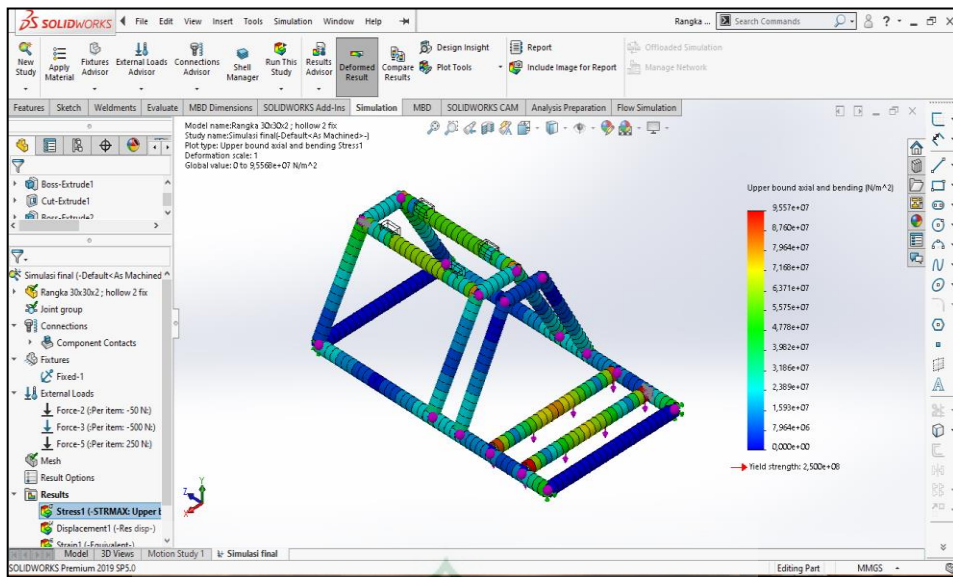 SOLIDWORKS
File Edit View Insert Tools Simulation Window Help
Rangka ...
Search Commands
New Study
Apply Material
Fixtures Advisor
External Loads Advisor
Connections Advisor
Shell Manager
Run This Study
Results Advisor
Deformed Result
Compare Results
Design Insight
Plot Tools
Report
Include Image for Report
Offloaded Simulation
Manage Network
Features Sketch Weldments Evaluate MBD Dimensions SOLIDWORKS Add-Ins Simulation MBD SOLIDWORKS CAM Analysis Preparation Flow Simulation
Boss-Extrude1
Cut-Extrude1
Boss-Extrude2
Simulasi final (-Default<As Machined
Rangka 30x30x2 ; hollow 2 fix
Joint group
Connections
Component Contacts
Fixtures
Fixed-1
External Loads
Force-2 (:Per item: -50 N:)
Force-3 (:Per item: -500 N:)
Force-5 (:Per item: 250 N:)
Mesh
Result Options
Results
Stress1 (-STRMAX: Upper b
Displacement1 (-Res disp-)
Strain1 (-Equivalent-)
Model name:Rangka 30x30x2 ; hollow 2 fix
Study name:Simulasi final(-Default<As Machined>-)
Plot type: Upper bound axial and bending Stress1
Deformation scale: 1
Global value: 0 to 9,5568e+07 N/m^2
Upper bound axial and bending (N/m^2)
9,557e+07
8,760e+07
7,964e+07
7,168e+07
6,371e+07
5,575e+07
4,778e+07
3,982e+07
3,186e+07
2,389e+07
1,593e+07
7,964e+06
0,000e+00
Yield strength: 2,500e+08
Y
Z
X
Model 3D Views Motion Study 1 Simulasi final
SOLIDWORKS Premium 2019 SP5.0
Editing Part
MMGS